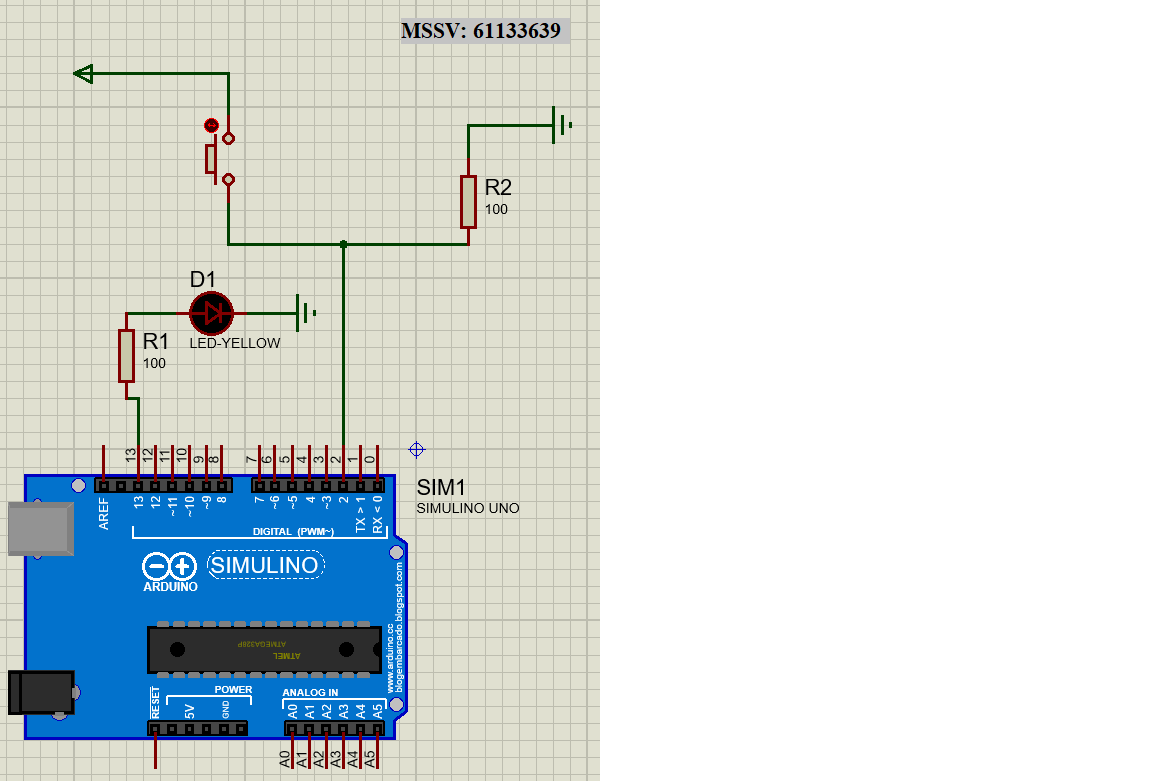 MSSV: 61133639
R2
100
D1
LED-YELLOW
R1
100
13
12
11
10
9
8
7
6
5
4
3
2
1
0
SIM1
SIMULINO UNO
AREF
13
12
~11
~10
~9
8
7
~6
~5
4
~3
2
TX > 1
RX < 0
DIGITAL (PWM~)
SIMULINO
ARDUINO
www.arduino.cc
blogembarcado.blogspot.com
ATMEGA328P
ATMEL
RESET
POWER
5V
GND
ANALOG IN
A0
A1
A2
A3
A4
A5
A0
A1
A2
A3
A4
A5